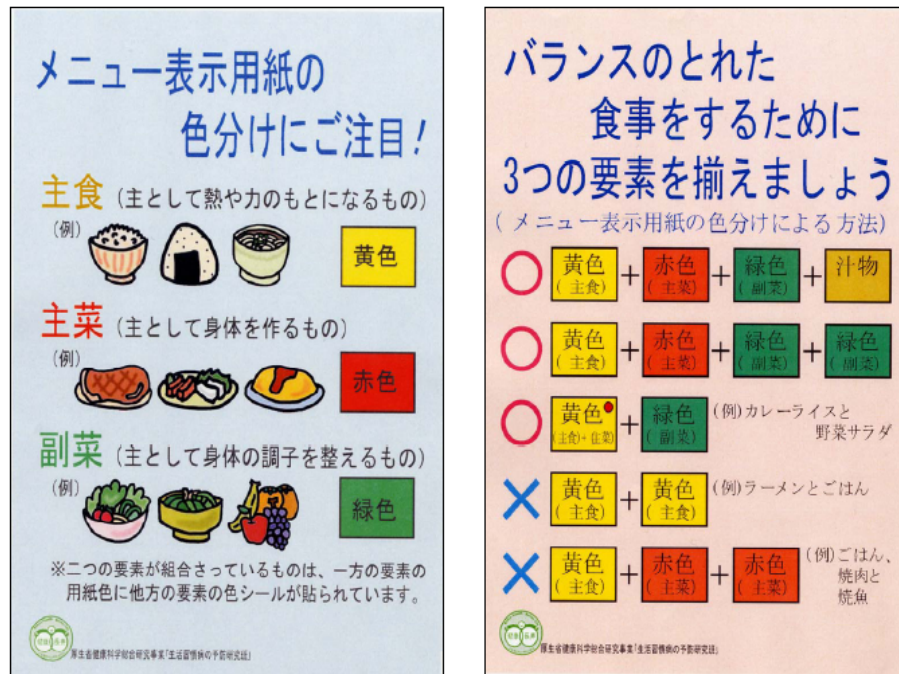 メニュー表示用紙の
色分けにご注目!
主食(主として熱や力のもとになるもの)
(例)
黄色
主菜(主として身体を作るもの)
(例)
赤色
副菜(主として身体の調子を整えるもの)
(例)
緑色
※二つの要素が組合さっているものは、一方の要素の
用紙色に他方の要素の色シールが貼られています。
厚生省健康科学総合研究事業「生活習慣病の予防研究班」
バランスのとれた
食事をするために
3つの要素を揃えましょう
(メニュー表示用紙の色分けによる方法)
○ 黄色(主食)+赤色(主菜)+緑色(副菜)+汁物
○ 黄色(主食)+赤色(主菜)+緑色(副菜)+緑色(副菜)
○ 黄色(主食)+(主菜)+緑色(副菜) (例)カレーライスと
野菜サラダ
× 黄色(主食)+黄色(主食) (例)ラーメンとごはん
× 黄色(主食)+赤色(主菜)+赤色(主菜) (例)ごはん、
焼肉と
焼魚
厚生省健康科学総合研究事業「生活習慣病の予防研究班」